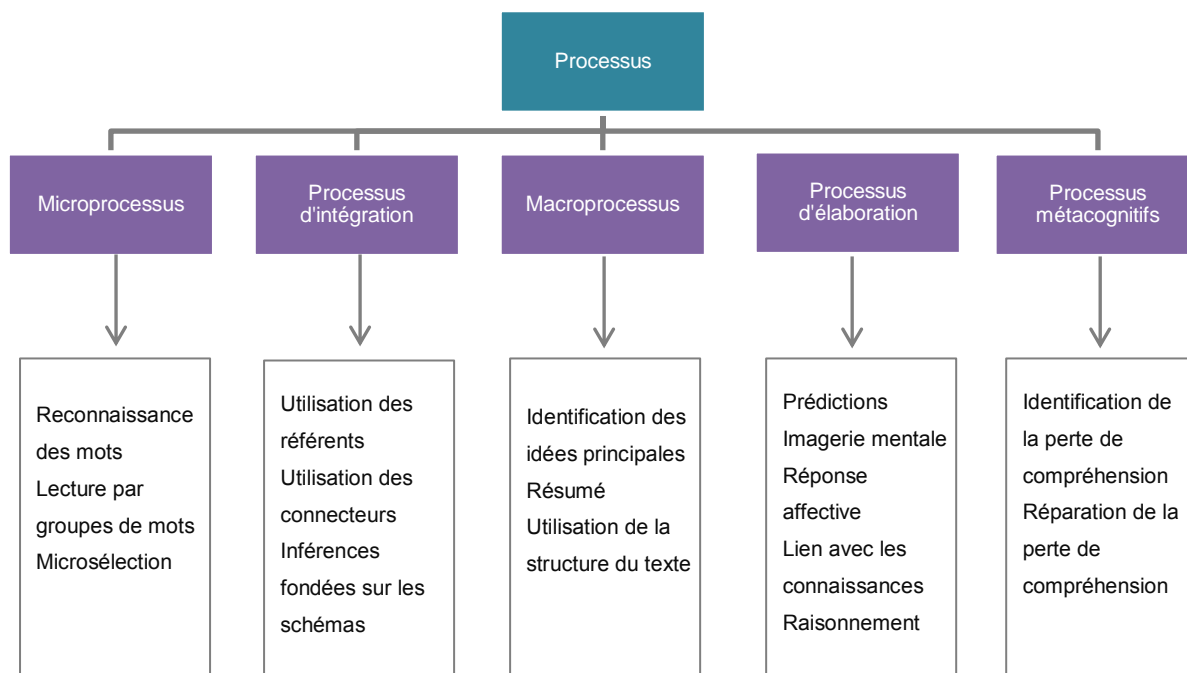 Processus
Microprocessus
Processus
d'intégration
Macroprocessus
Processus
d'élaboration
Processus
métacognitifs
Reconnaissance
des mots
Lecture par
groupes de mots
Microsélection
Utilisation des
référents
Utilisation des
connecteurs
Inférences
fondées sur les
schémas
Identification des
idées principales
Résumé
Utilisation de la
structure du texte
Prédictions
Imagerie mentale
Réponse
affective
Lien avec les
connaissances
Raisonnement
Identification de
la perte de
compréhension
Réparation de la
perte de
compréhension